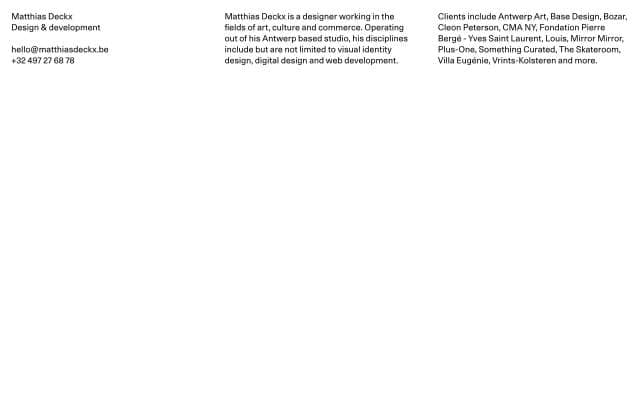 Matthias Deckx
Design & development
hello@matthiasdeckx.be
+32 497 27 68 78
Matthias Deckx is a designer working in the
fields of art, culture and commerce. Operating
out of his Antwerp based studio, his disciplines
include but are not limited to visual identity
design, digital design and web development.
Clients include Antwerp Art, Base Design, Bozar,
Cleon Peterson, CMA NY, Fondation Pierre
Bergé - Yves Saint Laurent, Louis, Mirror Mirror,
Plus-One, Something Curated, The Skateroom,
Villa Eugénie, Vrints-Kolsteren and more.